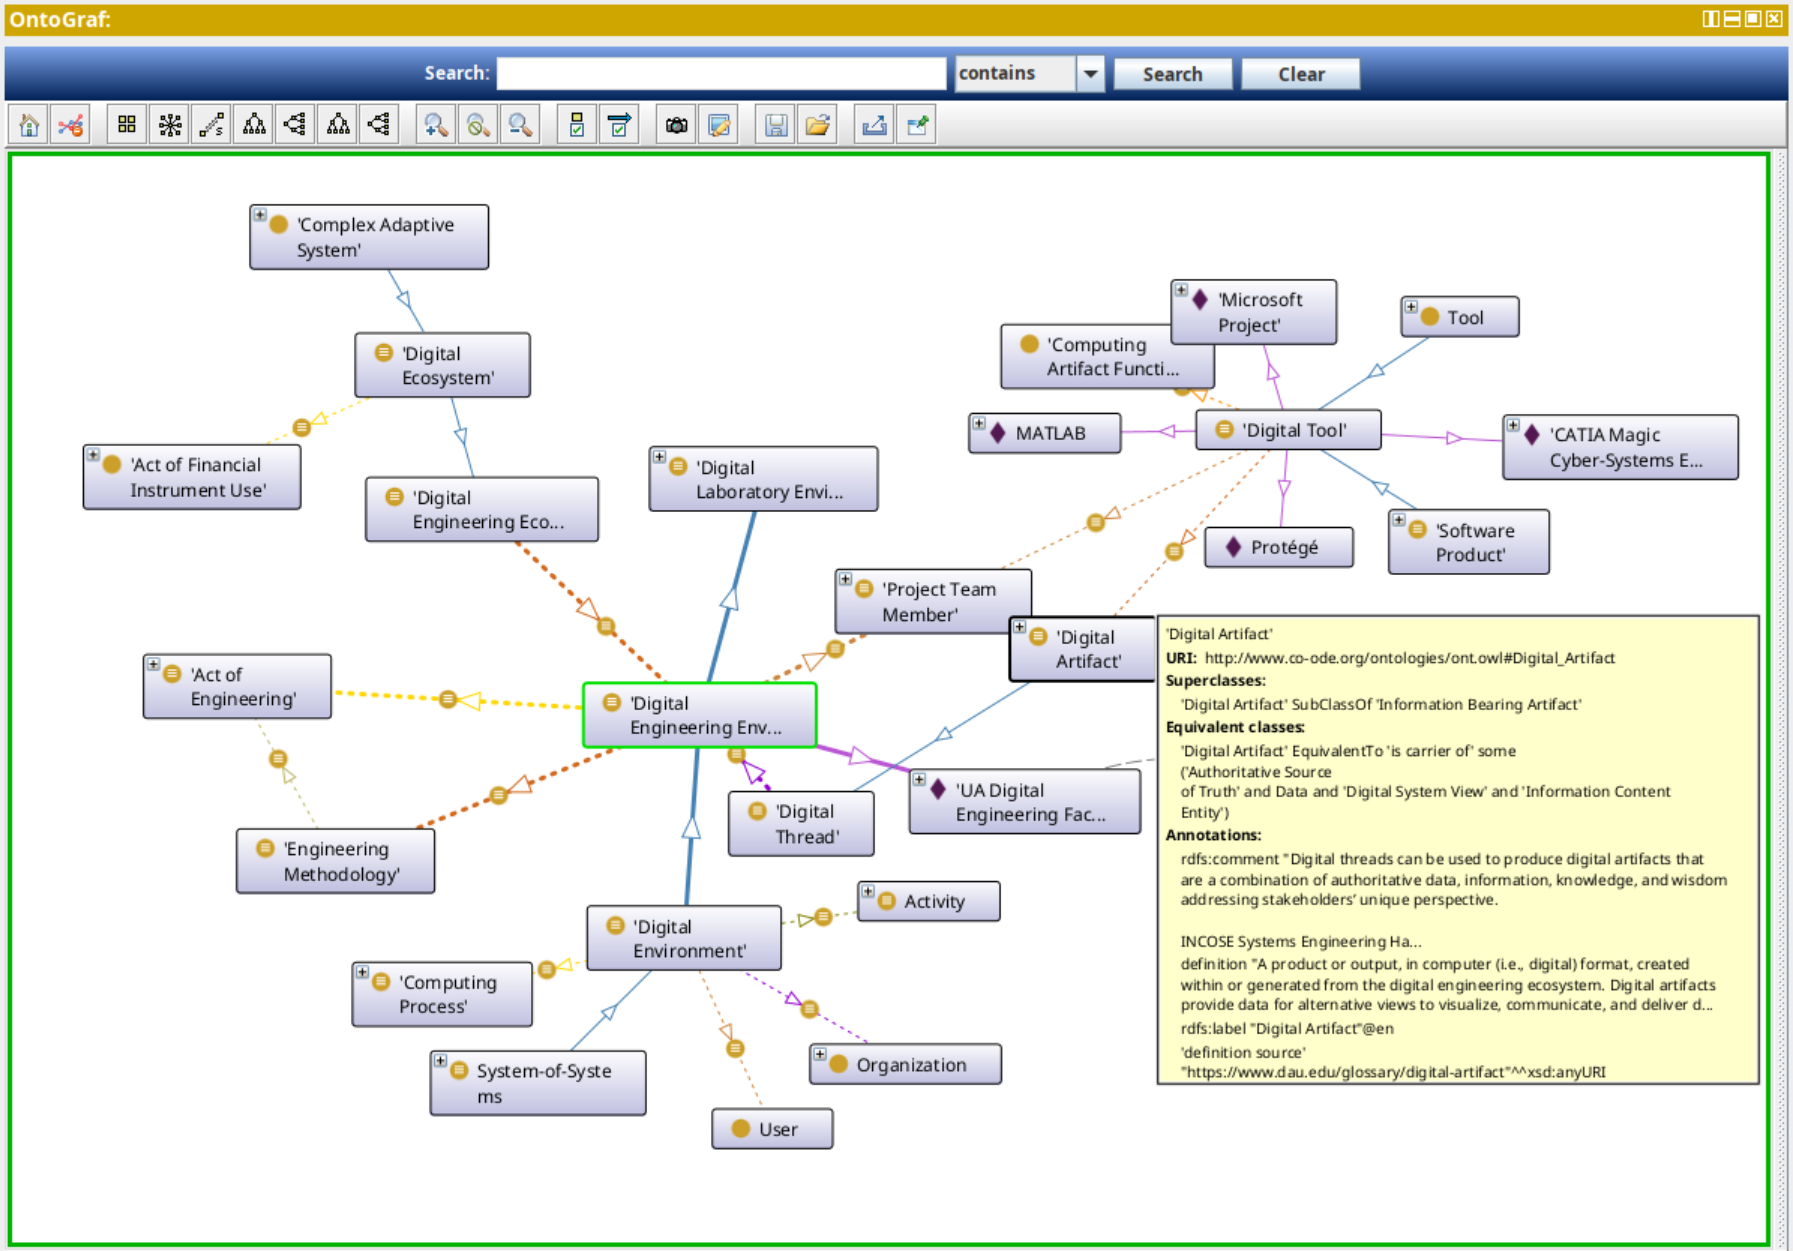 OntoGraf:
Search:
contains
Search
Clear
'Complex Adaptive
System'
'Digital
Ecosystem'
'Act of Financial
Instrument Use'
'Digital
Engineering Eco...
'Digital
Laboratory Envi...
'Microsoft
Project'
Tool
'Computing
Artifact Functi...
MATLAB
'Digital Tool'
'CATIA Magic
Cyber-Systems E...
Protégé
'Software
Product'
'Project Team
Member'
'Digital
Artifact'
'Act of
Engineering'
'Digital
Engineering Env...
'UA Digital
Engineering Fac...
'Digital
Thread'
'Engineering
Methodology'
Activity
'Digital
Environment'
'Computing
Process'
System-of-Syste
ms
Organization
User
'Digital Artifact'
URI: http://www.co-ode.org/ontologies/ont.owl#Digital_Artifact
Superclasses:
'Digital Artifact' SubClassOf 'Information Bearing Artifact'
Equivalent classes:
'Digital Artifact' EquivalentTo 'is carrier of' some
('Authoritative Source
of Truth' and Data and 'Digital System View' and 'Information Content
Entity')
Annotations:
rdfs:comment "Digital threads can be used to produce digital artifacts that
are a combination of authoritative data, information, knowledge, and wisdom
addressing stakeholders’ unique perspective.
INCOSE Systems Engineering Ha...
definition "A product or output, in computer (i.e., digital) format, created
within or generated from the digital engineering ecosystem. Digital artifacts
provide data for alternative views to visualize, communicate, and deliver d...
rdfs:label "Digital Artifact"@en
'definition source'
"https://www.dau.edu/glossary/digital-artifact"^^xsd:anyURI